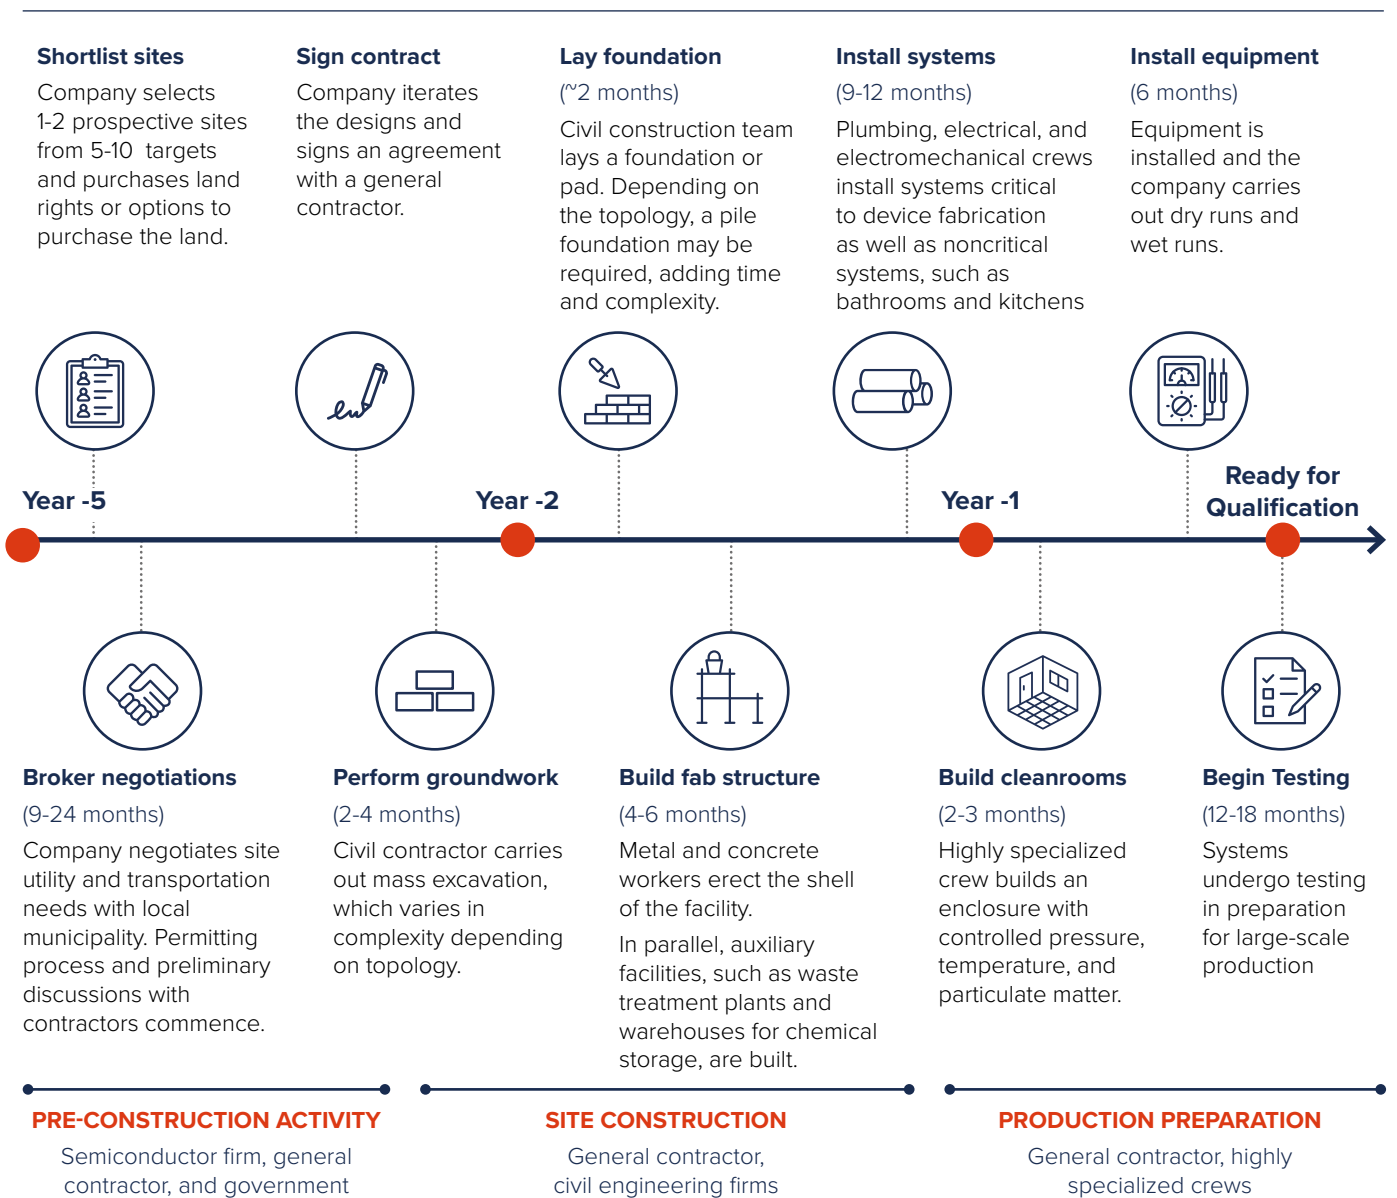 Shortlist sites
Company selects
1-2 prospective sites
from 5-10 targets
and purchases land
rights or options to
purchase the land.
Sign contract
Company iterates
the designs and
signs an agreement
with a general
contractor.
Lay foundation
(~2 months)
Civil construction team
lays a foundation or
pad. Depending on
the topology, a pile
foundation may be
required, adding time
and complexity.
Install systems
(9-12 months)
Plumbing, electrical, and
electromechanical crews
install systems critical
to device fabrication
as well as noncritical
systems, such as
bathrooms and kitchens
Install equipment
(6 months)
Equipment is
installed and the
company carries
out dry runs and
wet runs.
Year -5
Year -2
Year -1
Ready for
Qualification
Broker negotiations
(9-24 months)
Company negotiates site
utility and transportation
needs with local
municipality. Permitting
process and preliminary
discussions with
contractors commence.
Perform groundwork
(2-4 months)
Civil contractor carries
out mass excavation,
which varies in
complexity depending
on topology.
Build fab structure
(4-6 months)
Metal and concrete
workers erect the shell
of the facility.
In parallel, auxiliary
facilities, such as waste
treatment plants and
warehouses for chemical
storage, are built.
Build cleanrooms
(2-3 months)
Highly specialized
crew builds an
enclosure with
controlled pressure,
temperature, and
particulate matter.
Begin Testing
(12-18 months)
Systems
undergo testing
in preparation
for large-scale
production
PRE-CONSTRUCTION ACTIVITY
Semiconductor firm, general
contractor, and government
SITE CONSTRUCTION
General contractor,
civil engineering firms
PRODUCTION PREPARATION
General contractor, highly
specialized crews